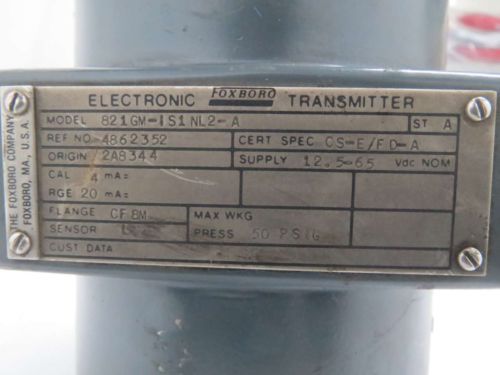 ELECTRONIC FOXBORO TRANSMITTER
MODEL 821GM-IS1NL2-A ST A
REF NO. 4862352 CERT SPEC CS-E/FD-A
ORIGIN 2A8344 SUPPLY 12.5-65 Vdc NOM
CAL 4 mA=
RGE 20 mA=
FLANGE CF8M MAX WKG
SENSOR PRESS 50 PSIG
CUST DATA
THE FOXBORO COMPANY
FOXBORO, MA., U.S.A.